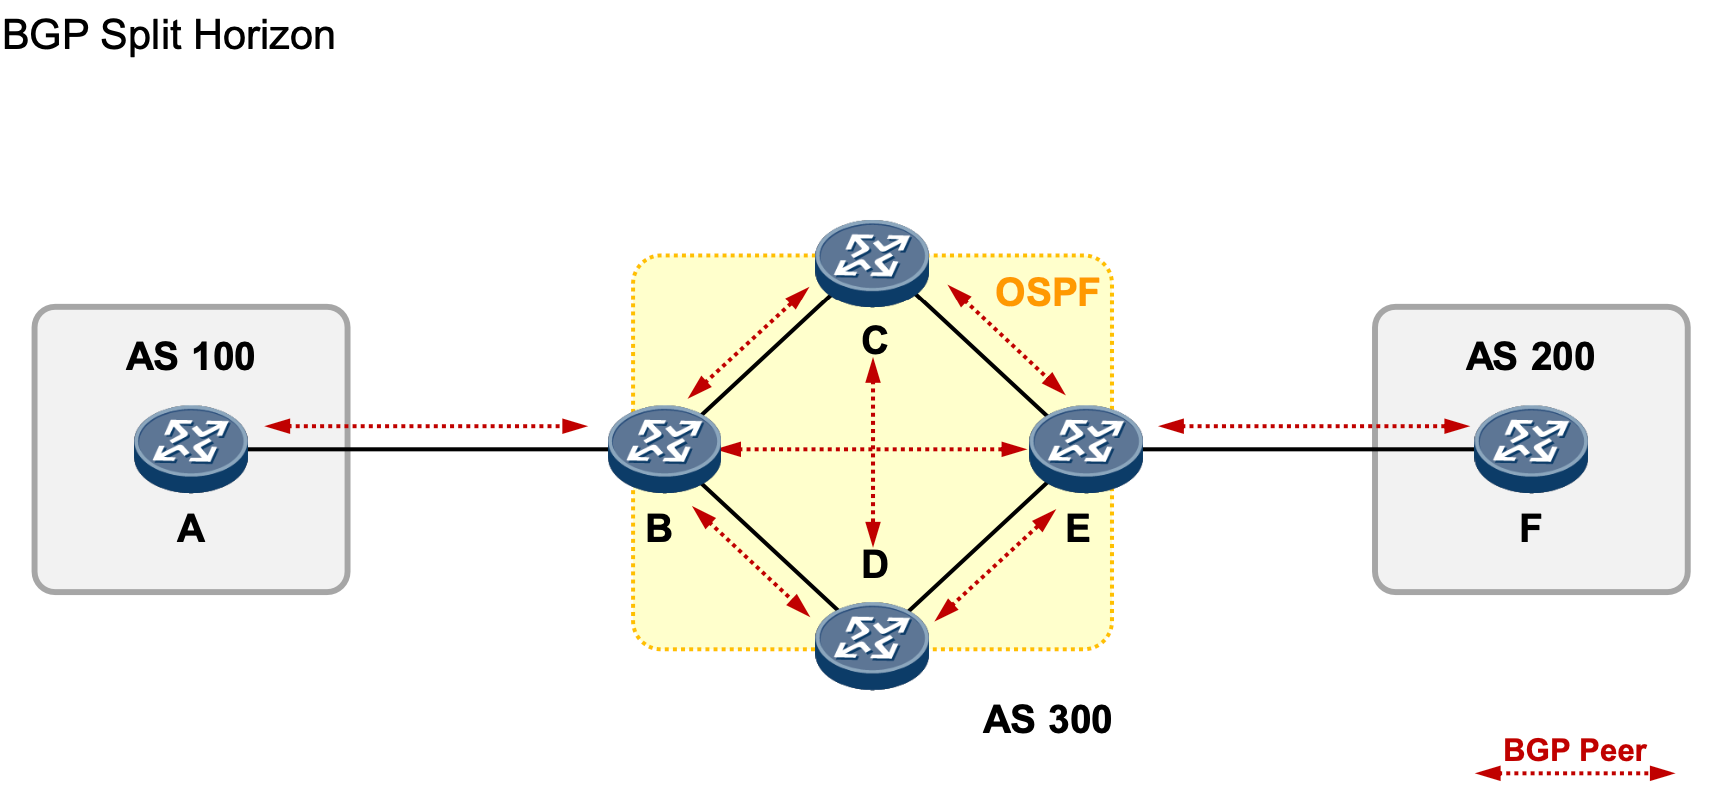 BGP Split Horizon
OSPF
C
AS 100
AS 200
A
B
E
F
D
AS 300
BGP Peer